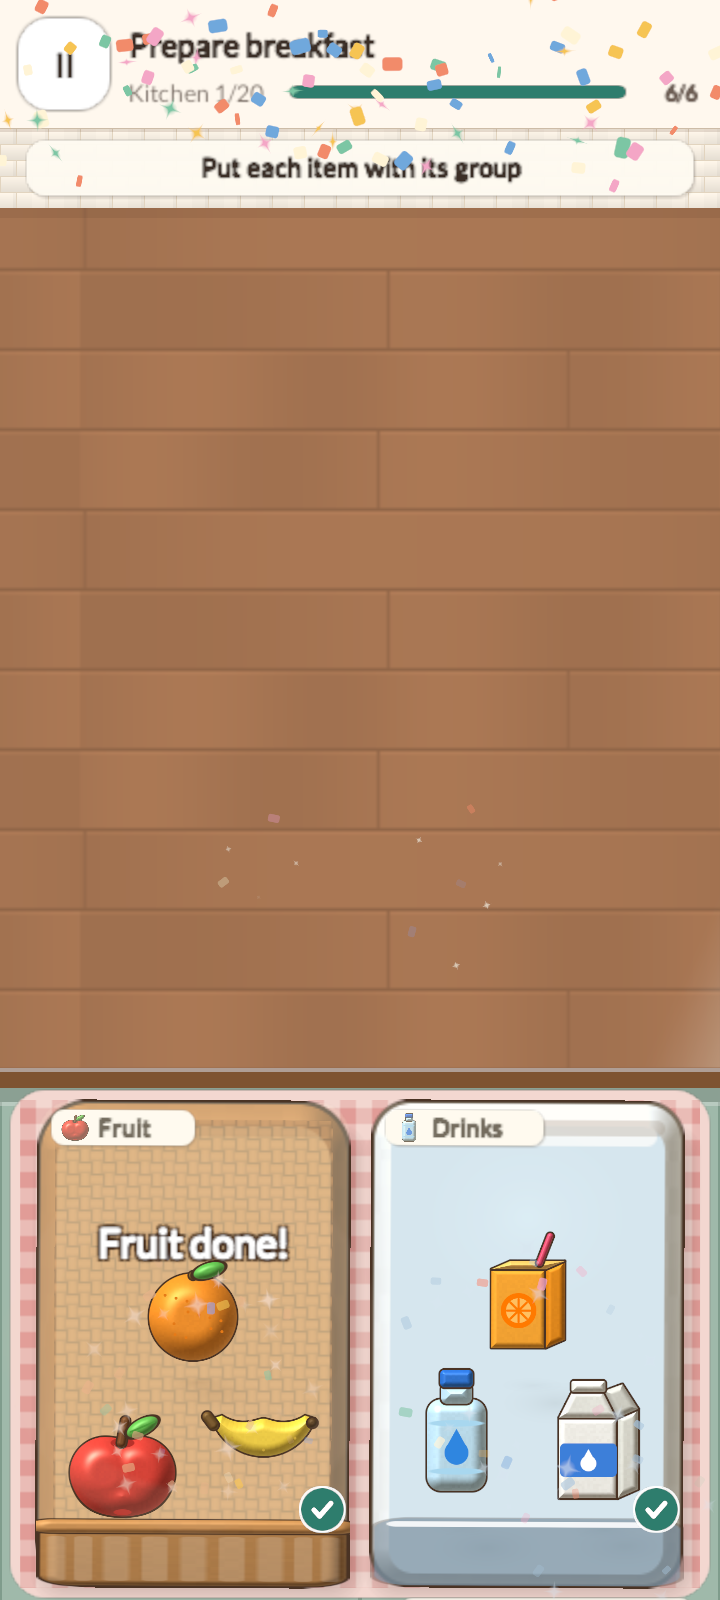 Prepare breakfast
Kitchen 1/20
6/6
Put each item with its group
Fruit
Drinks
Fruit done!